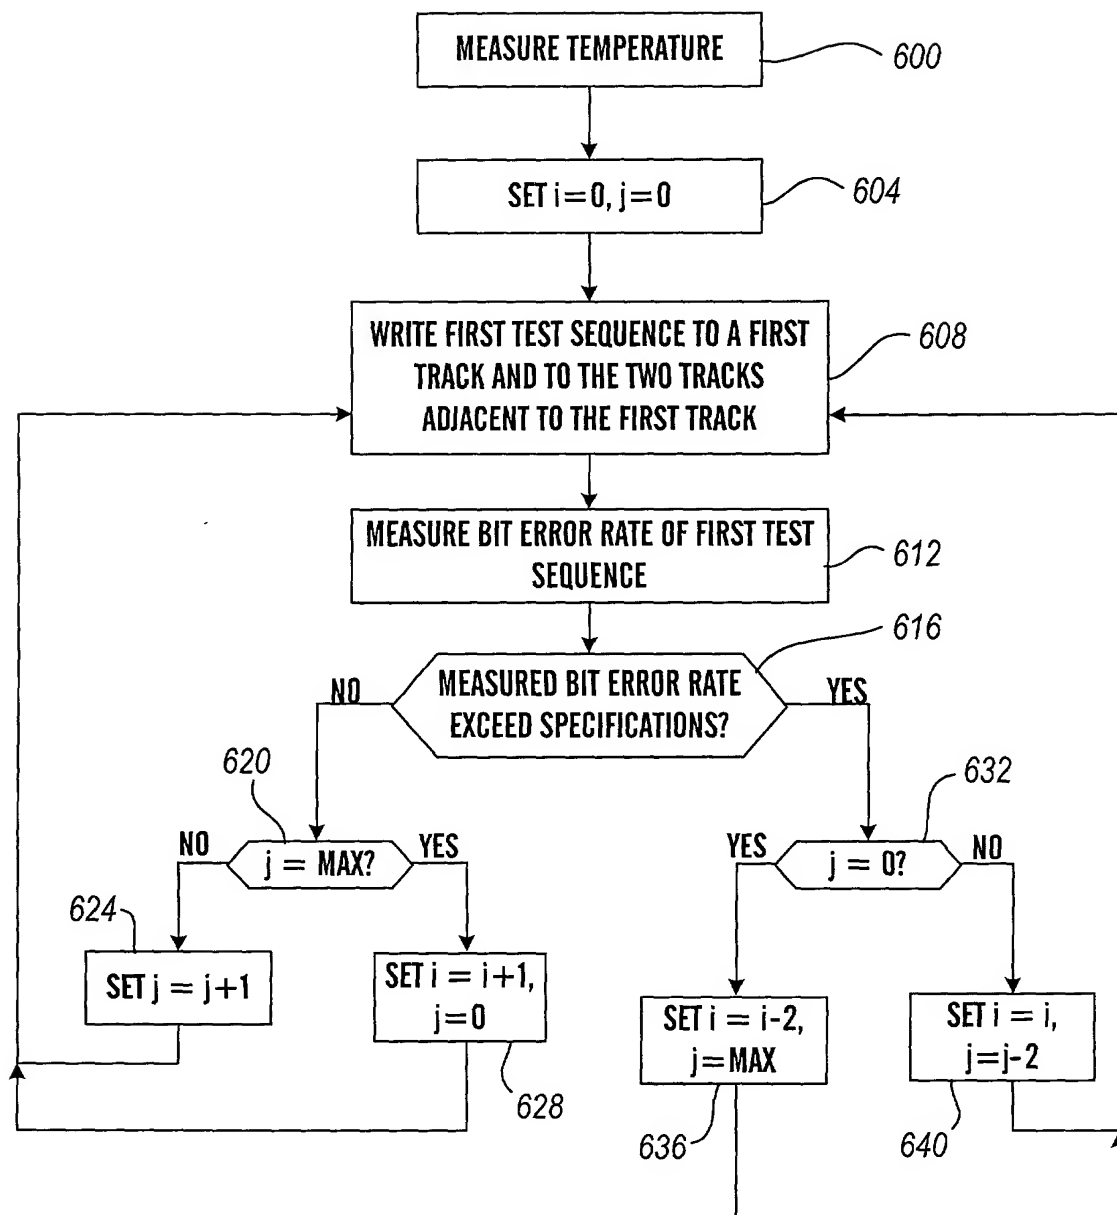 MEASURE TEMPERATURE
600
SET i=0, j=0
604
WRITE FIRST TEST SEQUENCE TO A FIRST
TRACK AND TO THE TWO TRACKS
ADJACENT TO THE FIRST TRACK
608
MEASURE BIT ERROR RATE OF FIRST TEST
SEQUENCE
612
616
NO
MEASURED BIT ERROR RATE
EXCEED SPECIFICATIONS?
YES
620
632
NO
j = MAX?
YES
YES
j = 0?
NO
624
SET j = j+1
SET i = i+1,
j=0
628
SET i = i-2,
j=MAX
636
SET i = i,
j=j-2
640